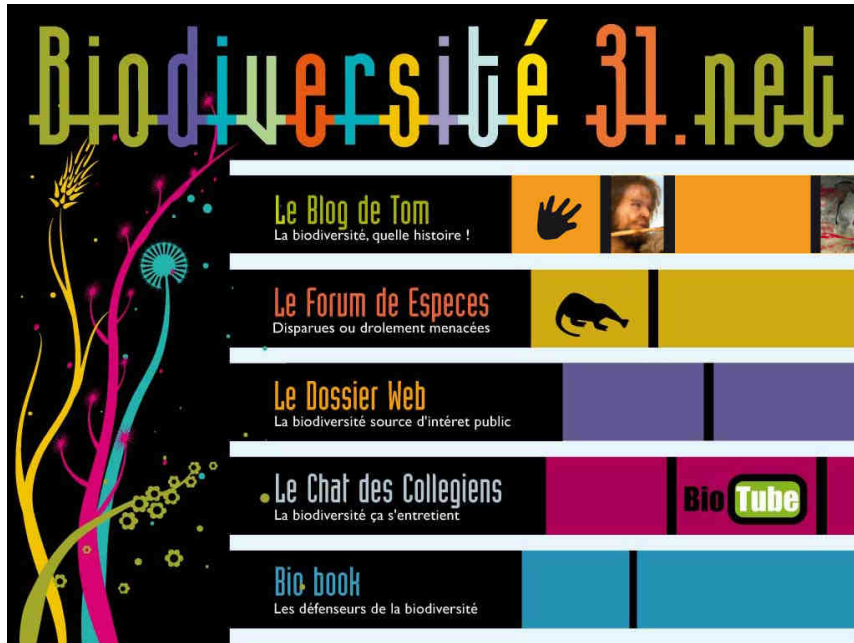 Biodiversité 31.net
Le Blog de Tom
La biodiversité, quelle histoire !
Le Forum de Especes
Disparues ou drolement menacées
Le Dossier Web
La biodiversité source d'intéret public
Le Chat des Collegiens
La biodiversité ça s'entretient
Bio Tube
Bio book
Les défenseurs de la biodiversité